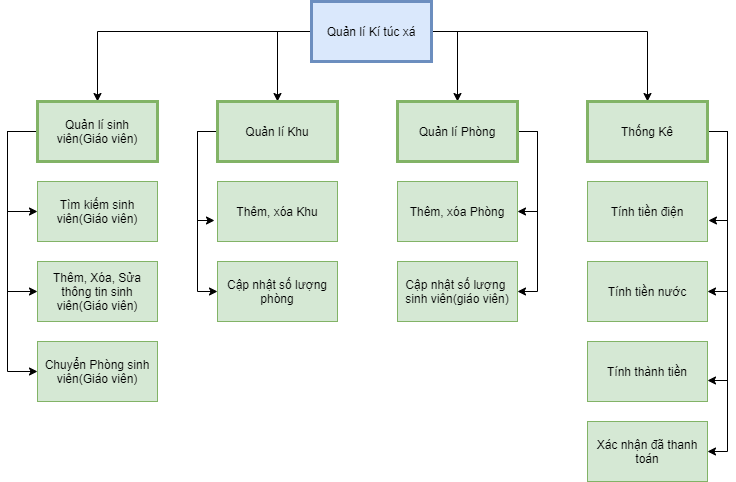 Quản lí Kí túc xá
Quản lí sinh
viên(Giáo viên)
Quản lí Khu
Quản lí Phòng
Thống Kê
Tìm kiếm sinh
viên(Giáo viên)
Thêm, xóa Khu
Thêm, xóa Phòng
Tính tiền điện
Thêm, Xóa, Sửa
thông tin sinh
viên(Giáo viên)
Cập nhật số lượng
phòng
Cập nhật số lượng
sinh viên(giáo viên)
Tính tiền nước
Chuyển Phòng sinh
viên(Giáo viên)
Tính thành tiền
Xác nhận đã thanh
toán